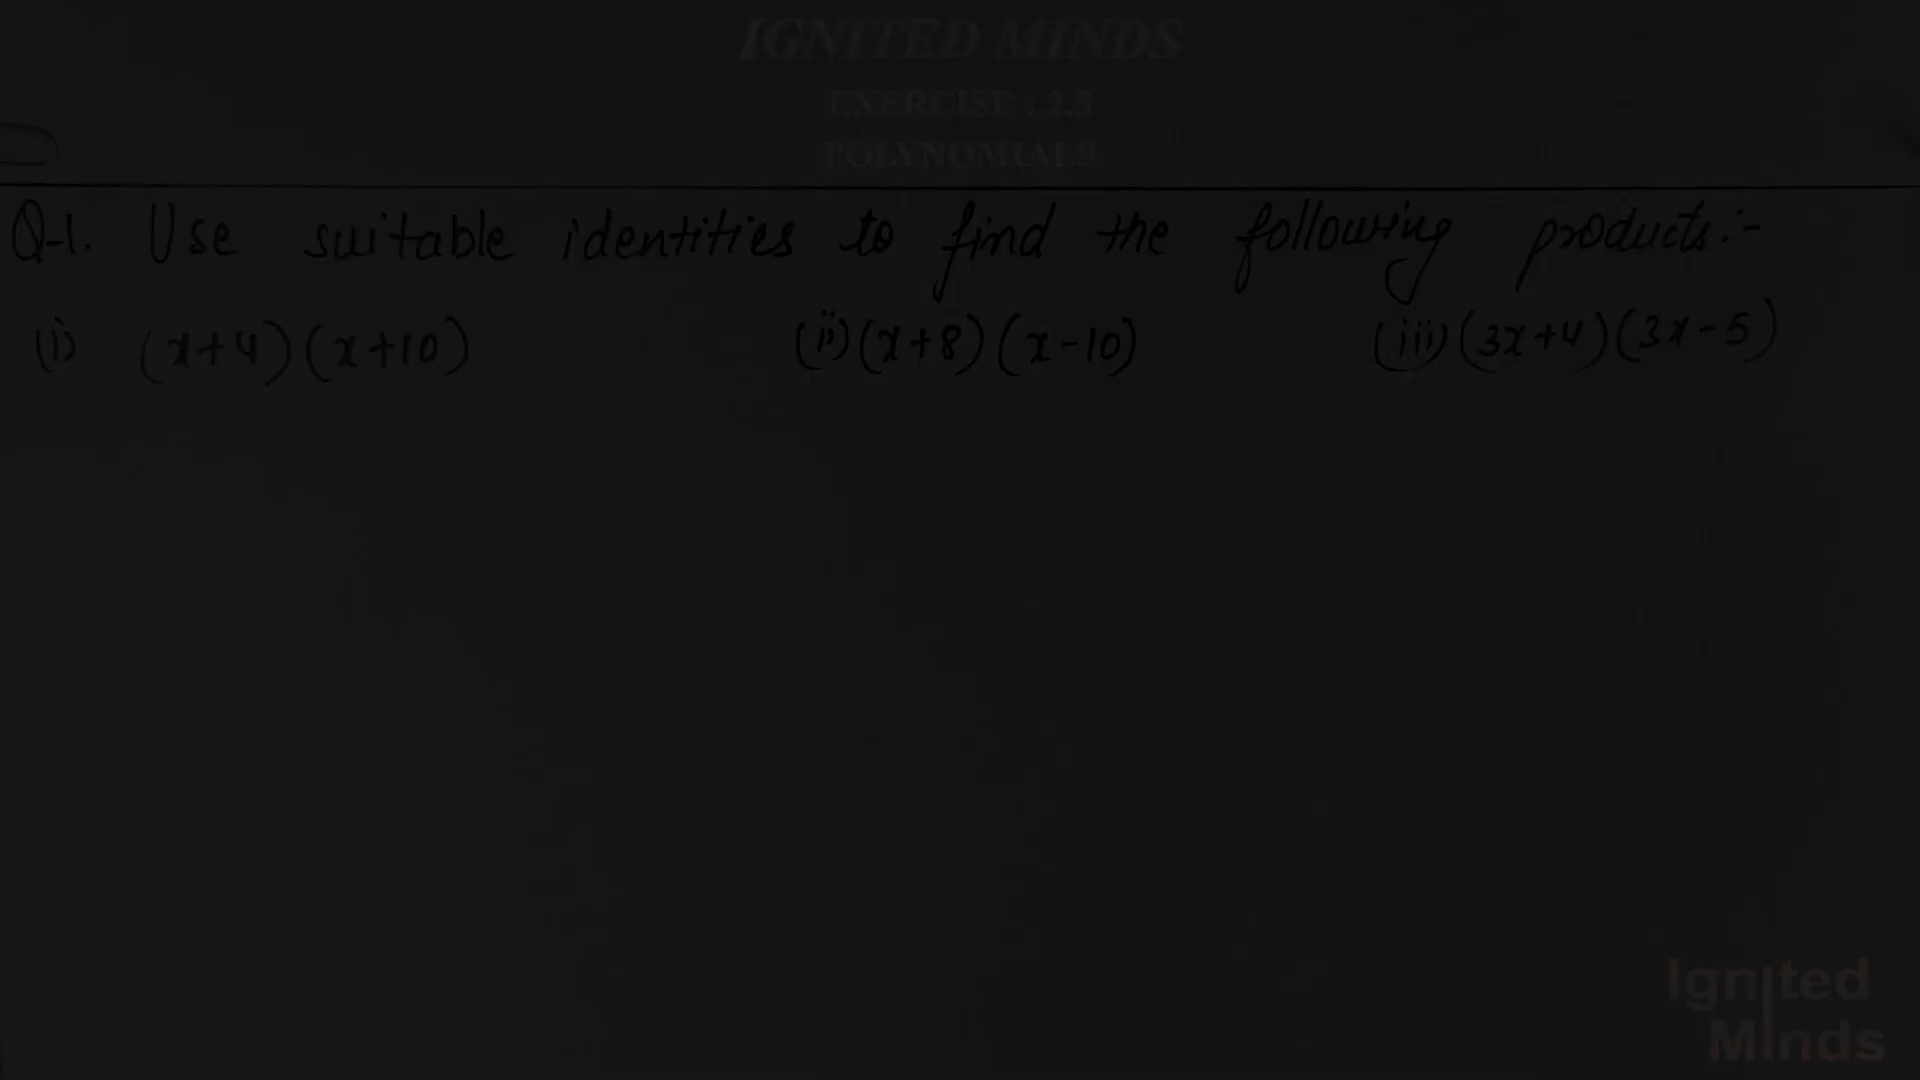 IGNITED MINDS
EXERCISE : 2.5
POLYNOMIALS
Q-1. Use suitable identities to find the following products:-
(i) (x+4)(x+10) (ii) (x+8)(x-10) (iii) (3x+4)(3x-5)
Ignited
Minds